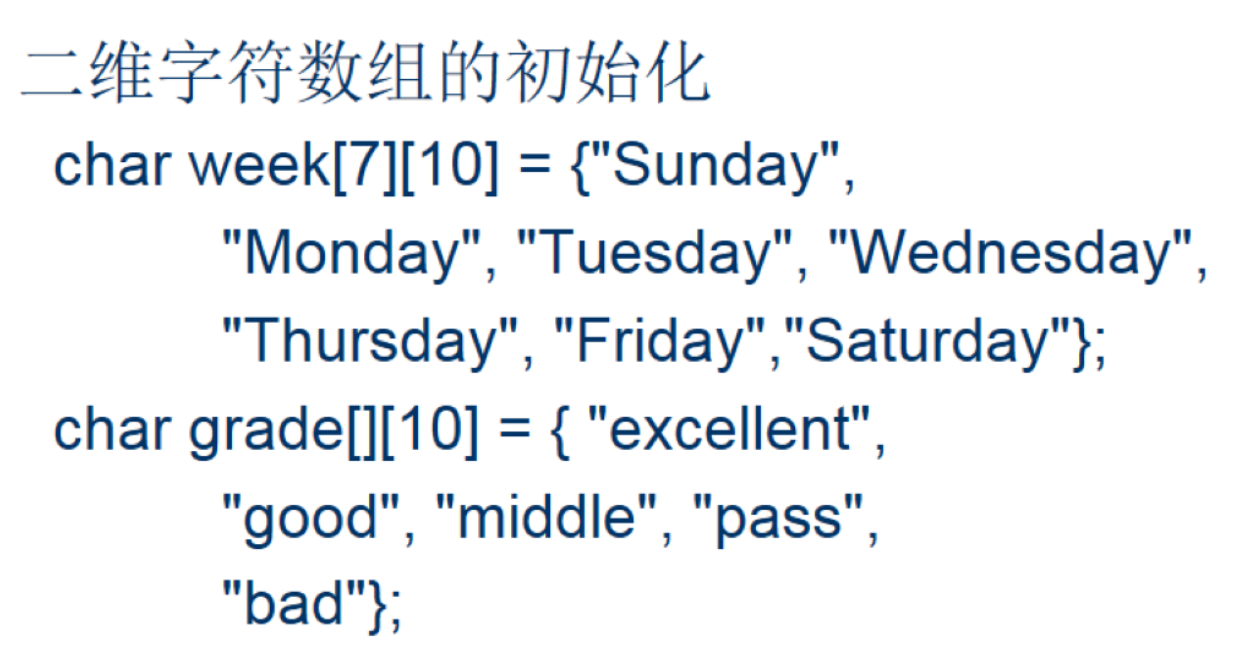 二维字符数组的初始化
char week[7][10] = {"Sunday",
"Monday", "Tuesday", "Wednesday",
"Thursday", "Friday","Saturday"};
char grade[][10] = { "excellent",
"good", "middle", "pass",
"bad"};